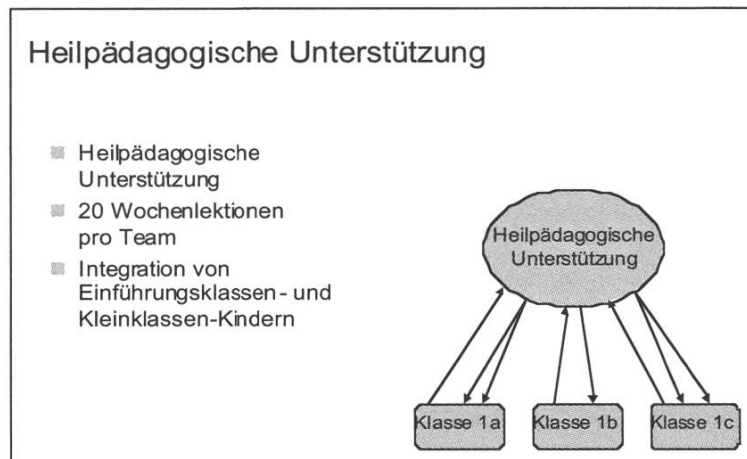 Heilpädagogische Unterstützung
Heilpädagogische
Unterstützung
20 Wochenlektionen
pro Team
Integration von
Einführungsklassen- und
Kleinklassen-Kindern
Heilpädagogische
Unterstützung
Klasse 1a
Klasse 1b
Klasse 1c